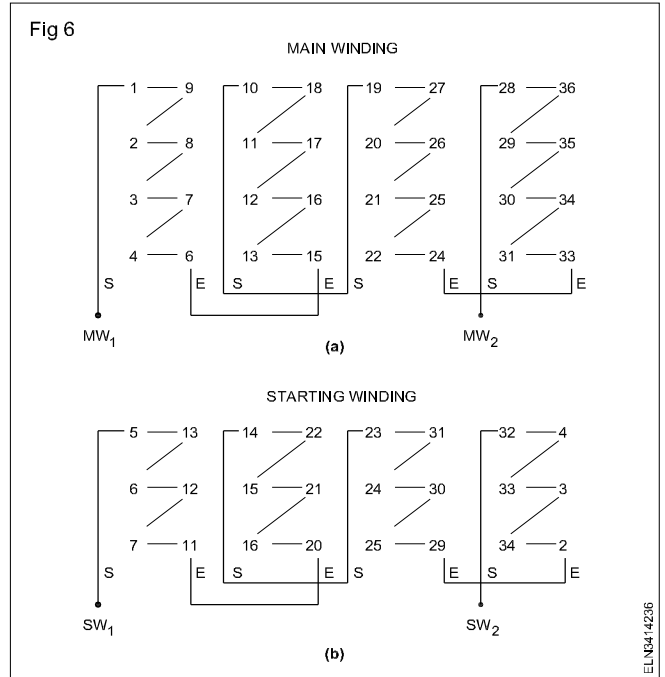 Fig 6
MAIN WINDING
1 9 10 18 19 27 28 36
2 8 11 17 20 26 29 35
3 7 12 16 21 25 30 34
4 6 13 15 22 24 31 33
S E S E S E S E
MW1 MW2
(a)
STARTING WINDING
5 13 14 22 23 31 32 4
6 12 15 21 24 30 33 3
7 11 16 20 25 29 34 2
S E S E S E S E
SW1 SW2
(b)
ELN3414236